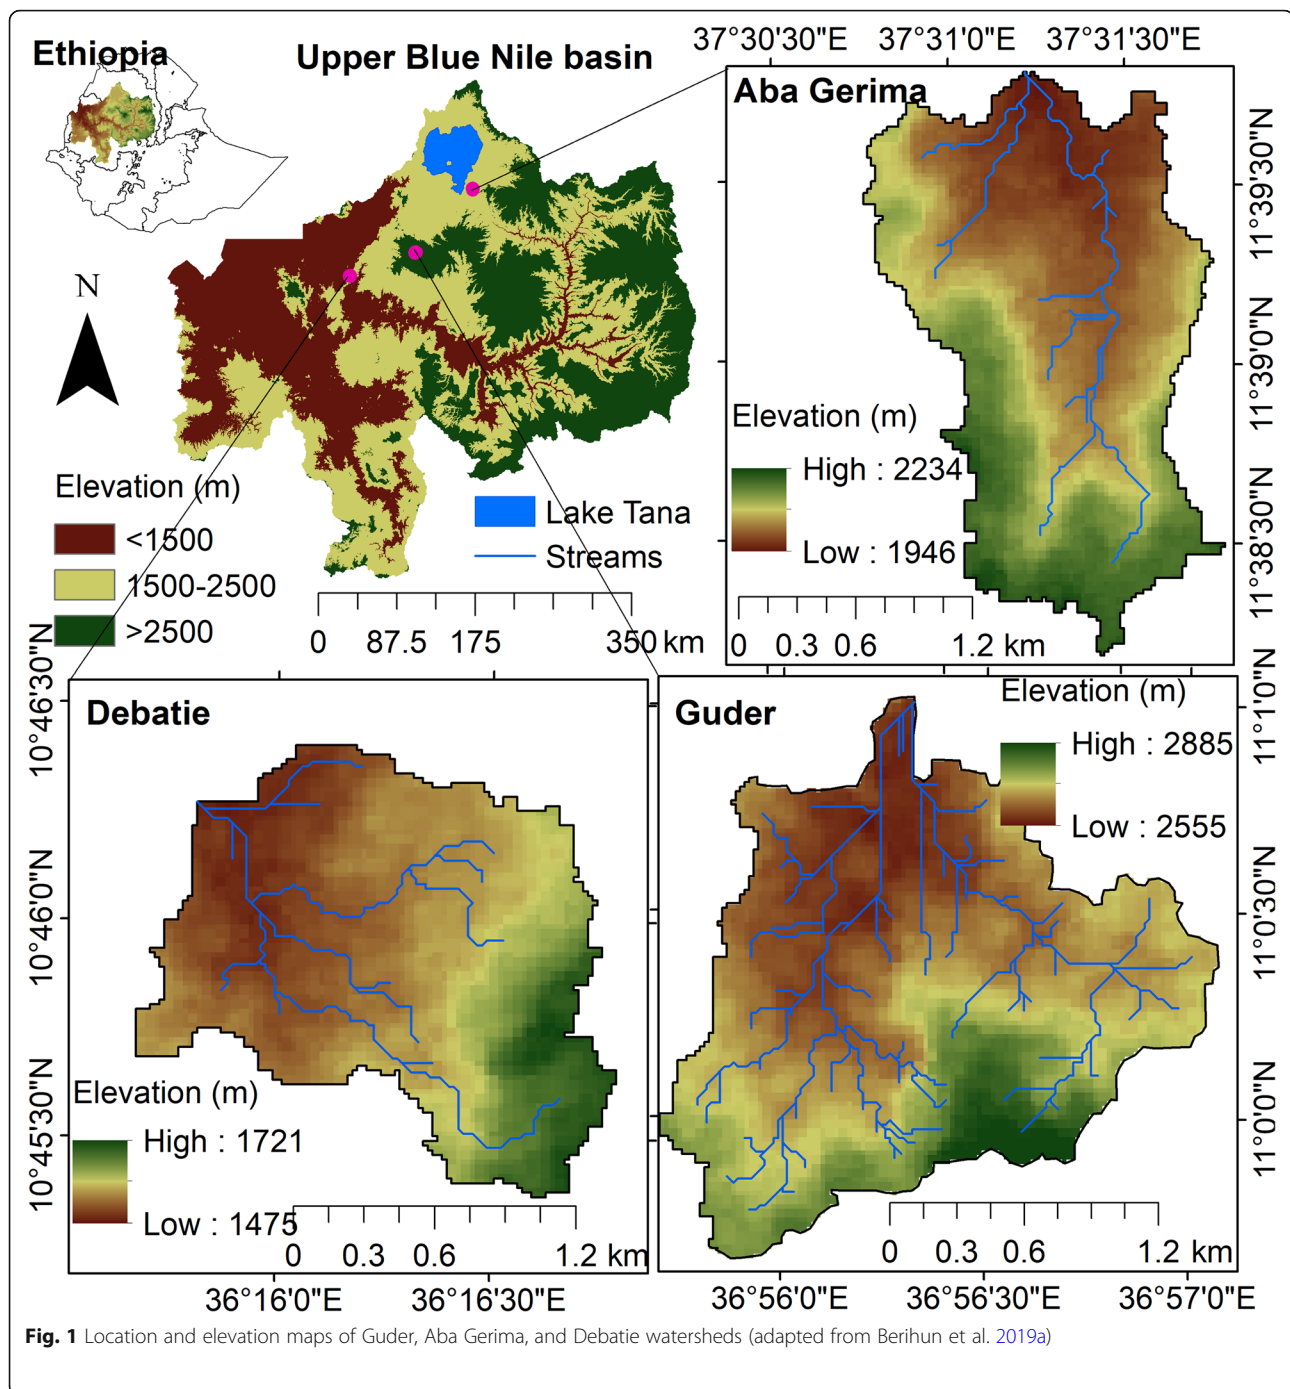 Ethiopia
Upper Blue Nile basin
N
Elevation (m)
<1500
1500-2500
>2500
Lake Tana
Streams
0 87.5 175 350 km
37°30'30"E 37°31'0"E 37°31'30"E
Aba Gerima
Elevation (m)
High : 2234
Low : 1946
0 0.3 0.6 1.2 km
11°39'30"N
11°39'0"N
11°38'30"N
10°46'30"N
10°46'0"N
10°45'30"N
Debatie
Elevation (m)
High : 1721
Low : 1475
0 0.3 0.6 1.2 km
36°16'0"E 36°16'30"E
Guder
Elevation (m)
High : 2885
Low : 2555
0 0.3 0.6 1.2 km
11°1'0"N
11°0'30"N
11°0'0"N
36°56'0"E 36°56'30"E 36°57'0"E
Fig. 1 Location and elevation maps of Guder, Aba Gerima, and Debatie watersheds (adapted from Berihun et al. 2019a)